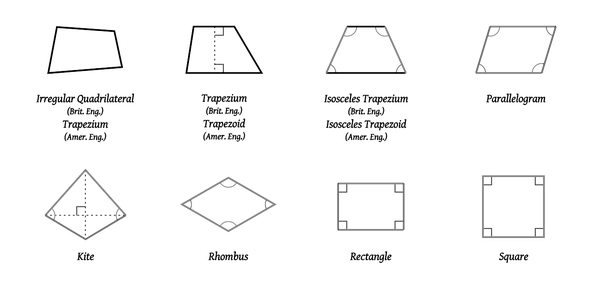 Irregular Quadrilateral
(Brit. Eng.)
Trapezium
(Amer. Eng.)
Trapezium
(Brit. Eng.)
Trapezoid
(Amer. Eng.)
Isosceles Trapezium
(Brit. Eng.)
Isosceles Trapezoid
(Amer. Eng.)
Parallelogram
Kite
Rhombus
Rectangle
Square